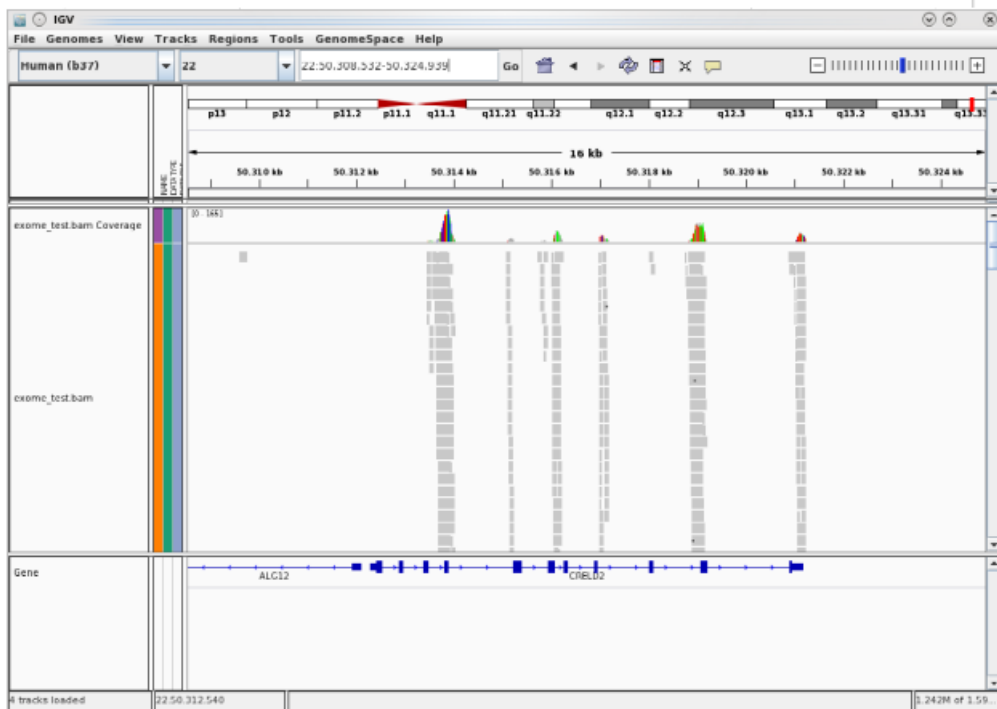 IGV
File Genomes View Tracks Regions Tools GenomeSpace Help
Human (b37) 22 22:50.308.532-50.324.939 Go
p13 p12 p11.2 p11.1 q11.1 q11.21 q11.22 q12.1 q12.2 q12.3 q13.1 q13.2 q13.31 q13.33
16 kb
50.310 kb 50.312 kb 50.314 kb 50.316 kb 50.318 kb 50.320 kb 50.322 kb 50.324 kb
NAME
DATA TYPE
[0 - 165]
exome_test.bam Coverage
exome_test.bam
Gene
ALG12 CRELD2
4 tracks loaded 22:50.312.540 1.242M of 1.59...